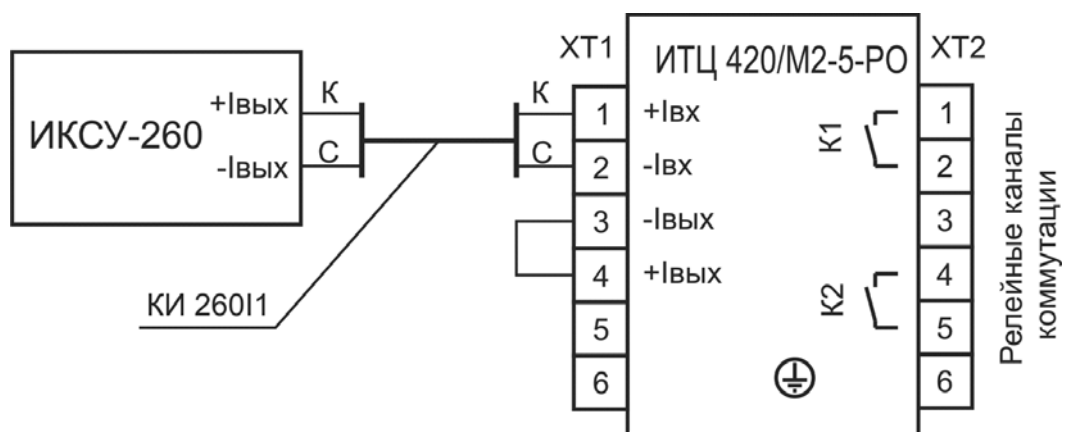 ИКСУ-260
+Iвых
-Iвых
К
С
КИ 260I1
К
С
XT1
1
2
3
4
5
6
ИТЦ 420/М2-5-РО
+Iвх
-Iвх
-Iвых
+Iвых
К1
К2
XT2
1
2
3
4
5
6
Релейные каналы
коммутации